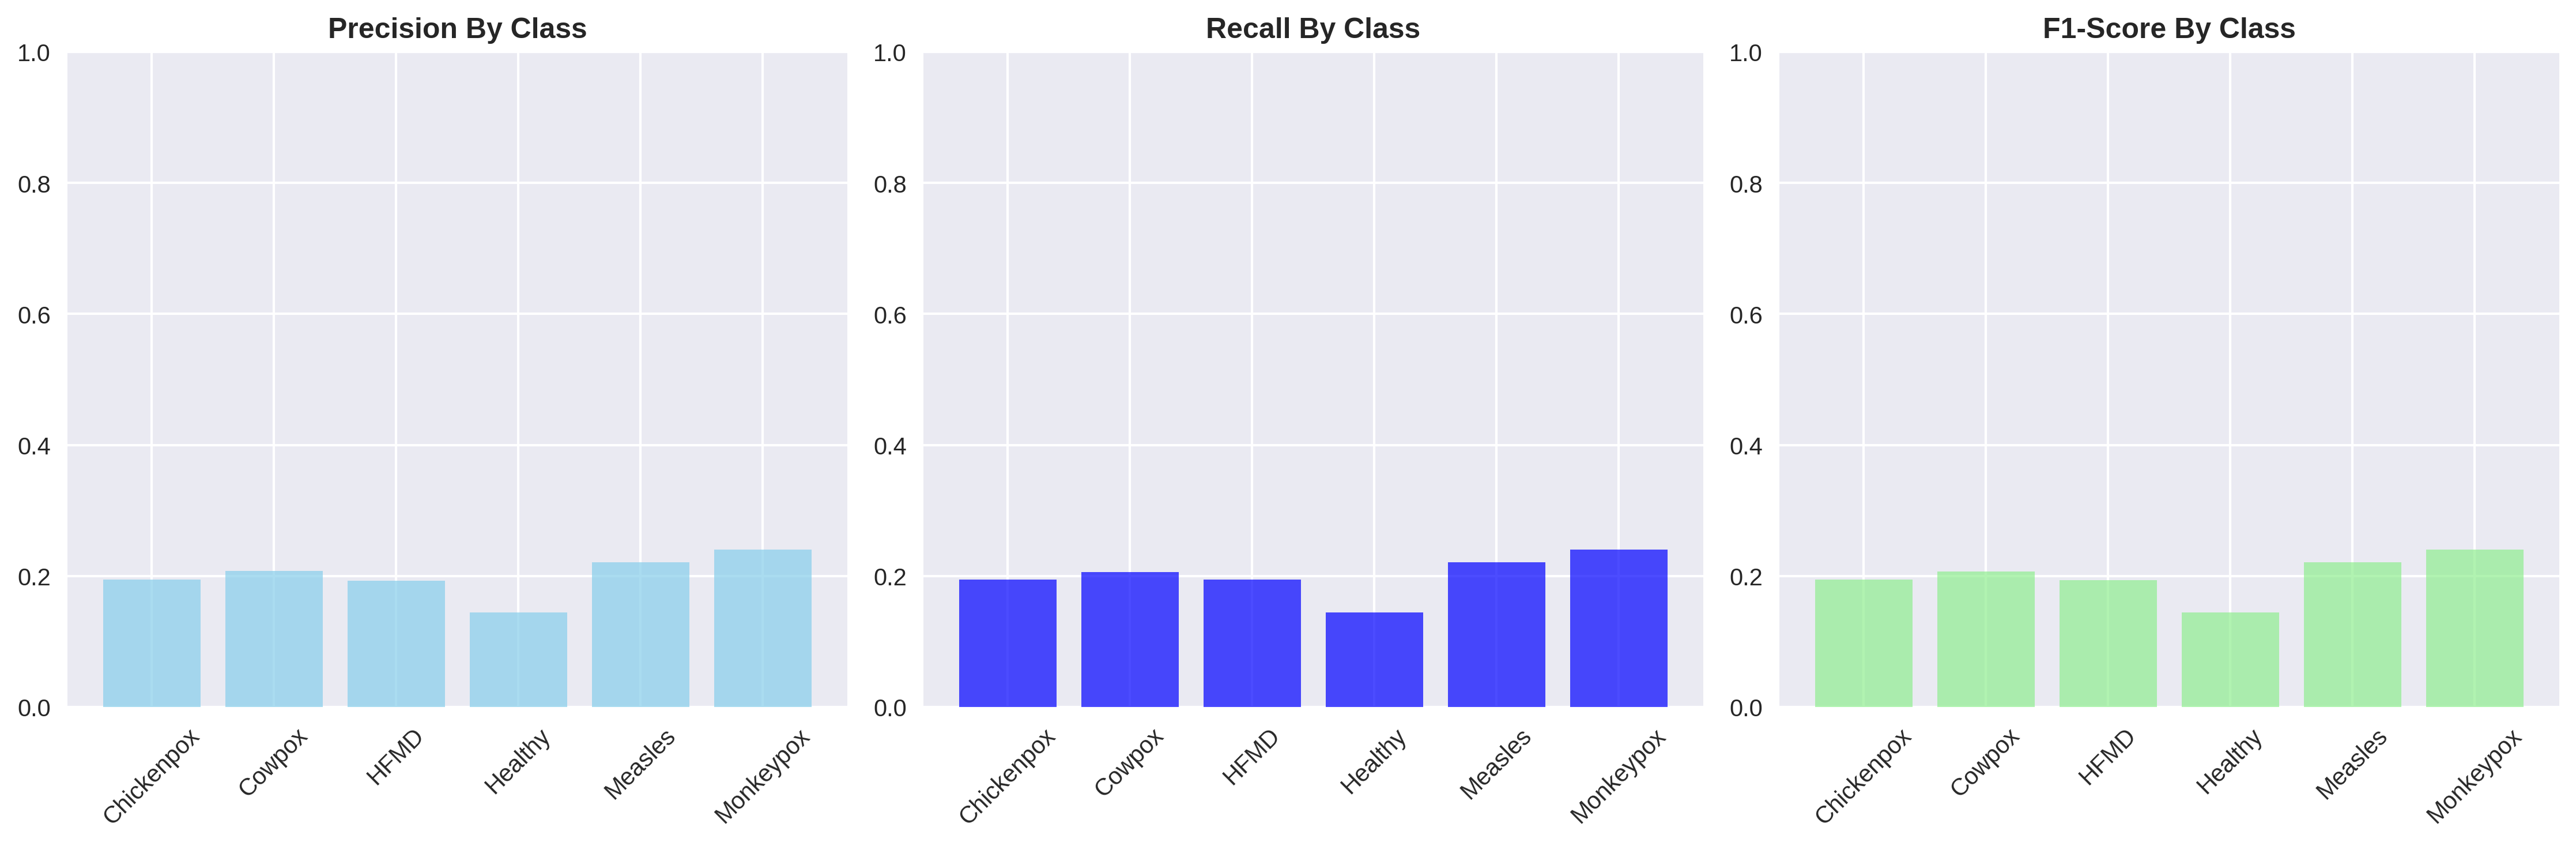 Precision By Class
1.0
0.8
0.6
0.4
0.2
0.0
Chickenpox
Cowpox
HFMD
Healthy
Measles
Monkeypox
Recall By Class
1.0
0.8
0.6
0.4
0.2
0.0
Chickenpox
Cowpox
HFMD
Healthy
Measles
Monkeypox
F1-Score By Class
1.0
0.8
0.6
0.4
0.2
0.0
Chickenpox
Cowpox
HFMD
Healthy
Measles
Monkeypox